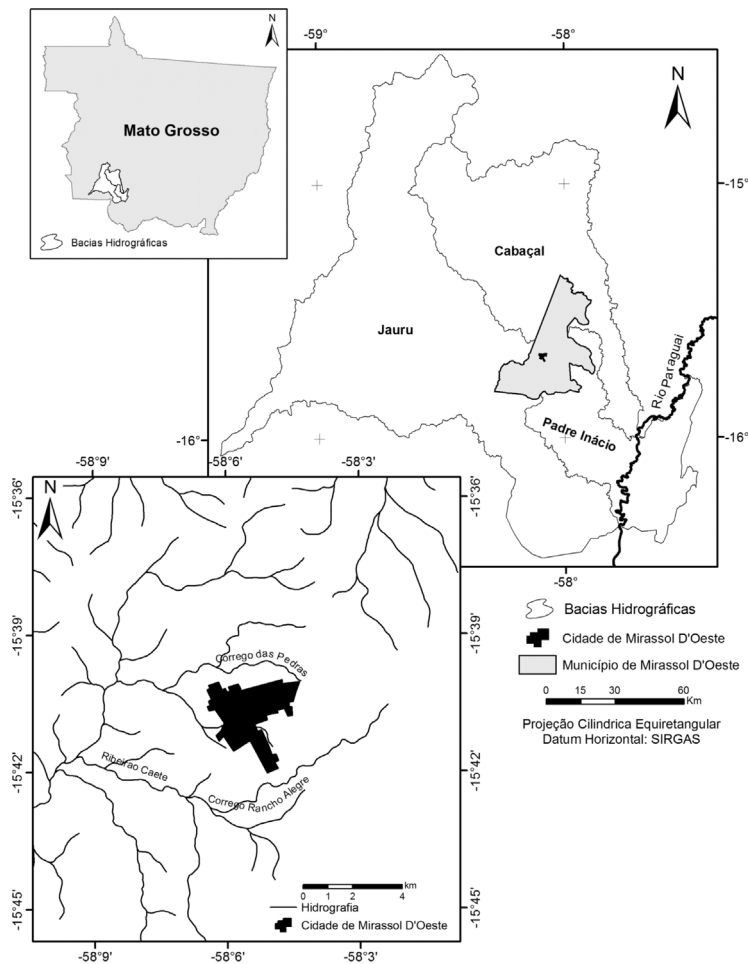 N
Mato Grosso
Bacias Hidrográficas
-59°
-58°
N
-15°
Cabaçal
Jauru
Rio Paraguai
Padre Inácio
-16°
-16°
-58°
-58°9'
-58°6'
-58°3'
N
-15°36'
-15°36'
-15°39'
-15°39'
Corrego das Pedras
-15°42'
-15°42'
Ribeirao Caete
Corrego Rancho Alegre
0 1 2 4 km
Hidrografia
Cidade de Mirassol D'Oeste
-15°45'
-15°45'
-58°9'
-58°6'
-58°3'
Bacias Hidrográficas
Cidade de Mirassol D'Oeste
Município de Mirassol D'Oeste
0 15 30 60
Km
Projeção Cilindrica Equiretangular
Datum Horizontal: SIRGAS